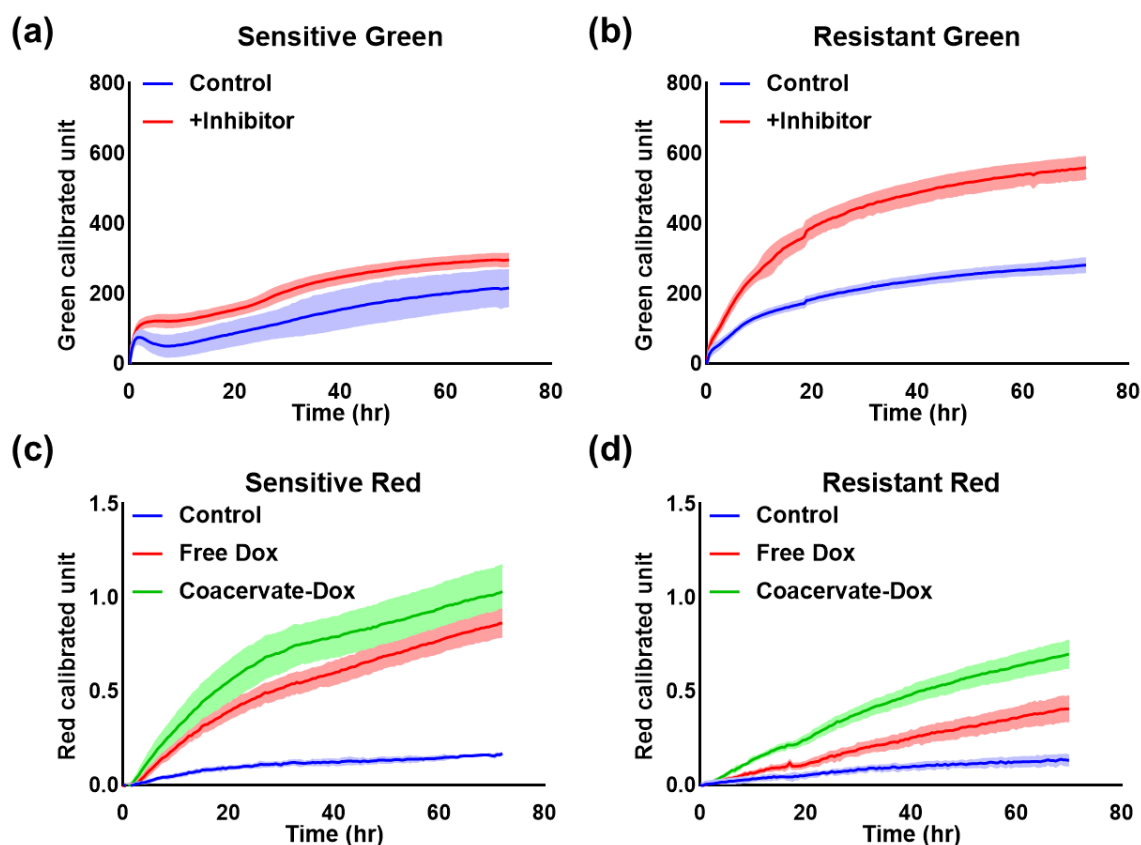 (a)
Sensitive Green
Control
+Inhibitor
Green calibrated unit
800
600
400
200
0
0 20 40 60 80
Time (hr)
(b)
Resistant Green
Control
+Inhibitor
Green calibrated unit
800
600
400
200
0
0 20 40 60 80
Time (hr)
(c)
Sensitive Red
Control
Free Dox
Coacervate-Dox
Red calibrated unit
1.5
1.0
0.5
0.0
0 20 40 60 80
Time (hr)
(d)
Resistant Red
Control
Free Dox
Coacervate-Dox
Red calibrated unit
1.5
1.0
0.5
0.0
0 20 40 60 80
Time (hr)